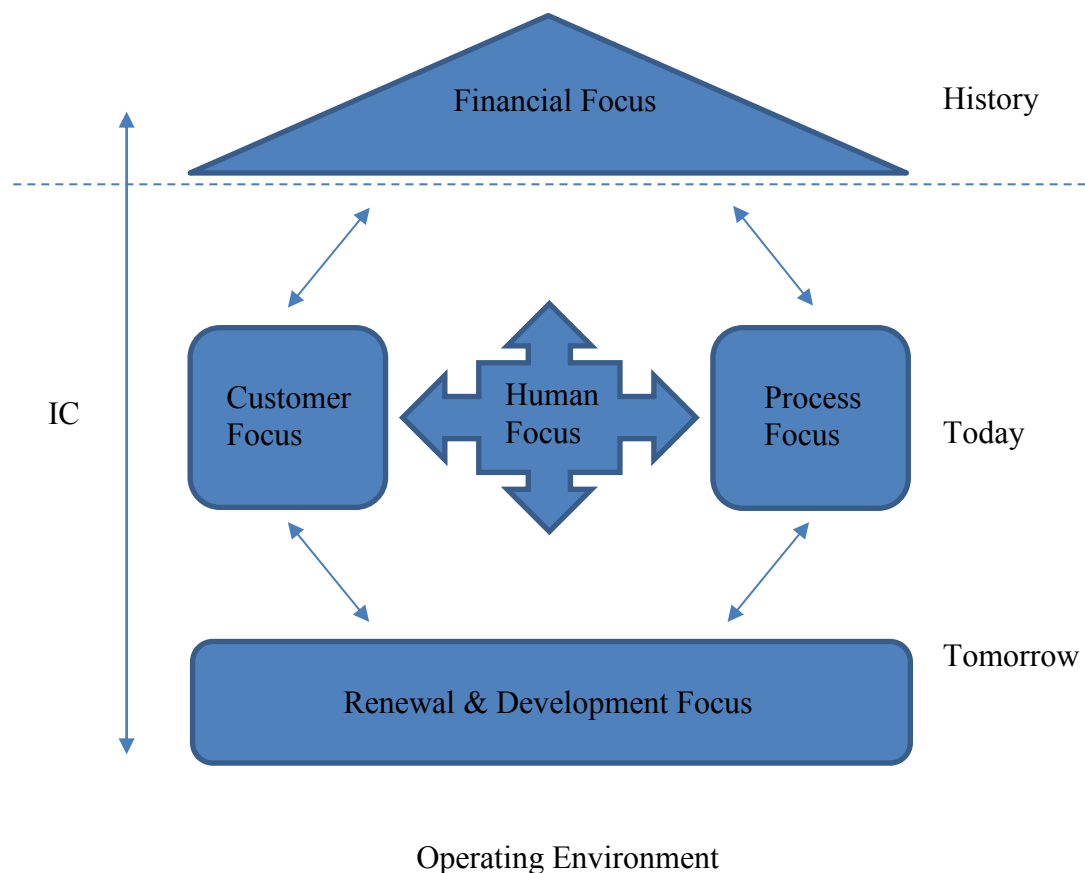 Financial Focus
History
IC
Customer
Focus
Human
Focus
Process
Focus
Today
Tomorrow
Renewal & Development Focus
Operating Environment